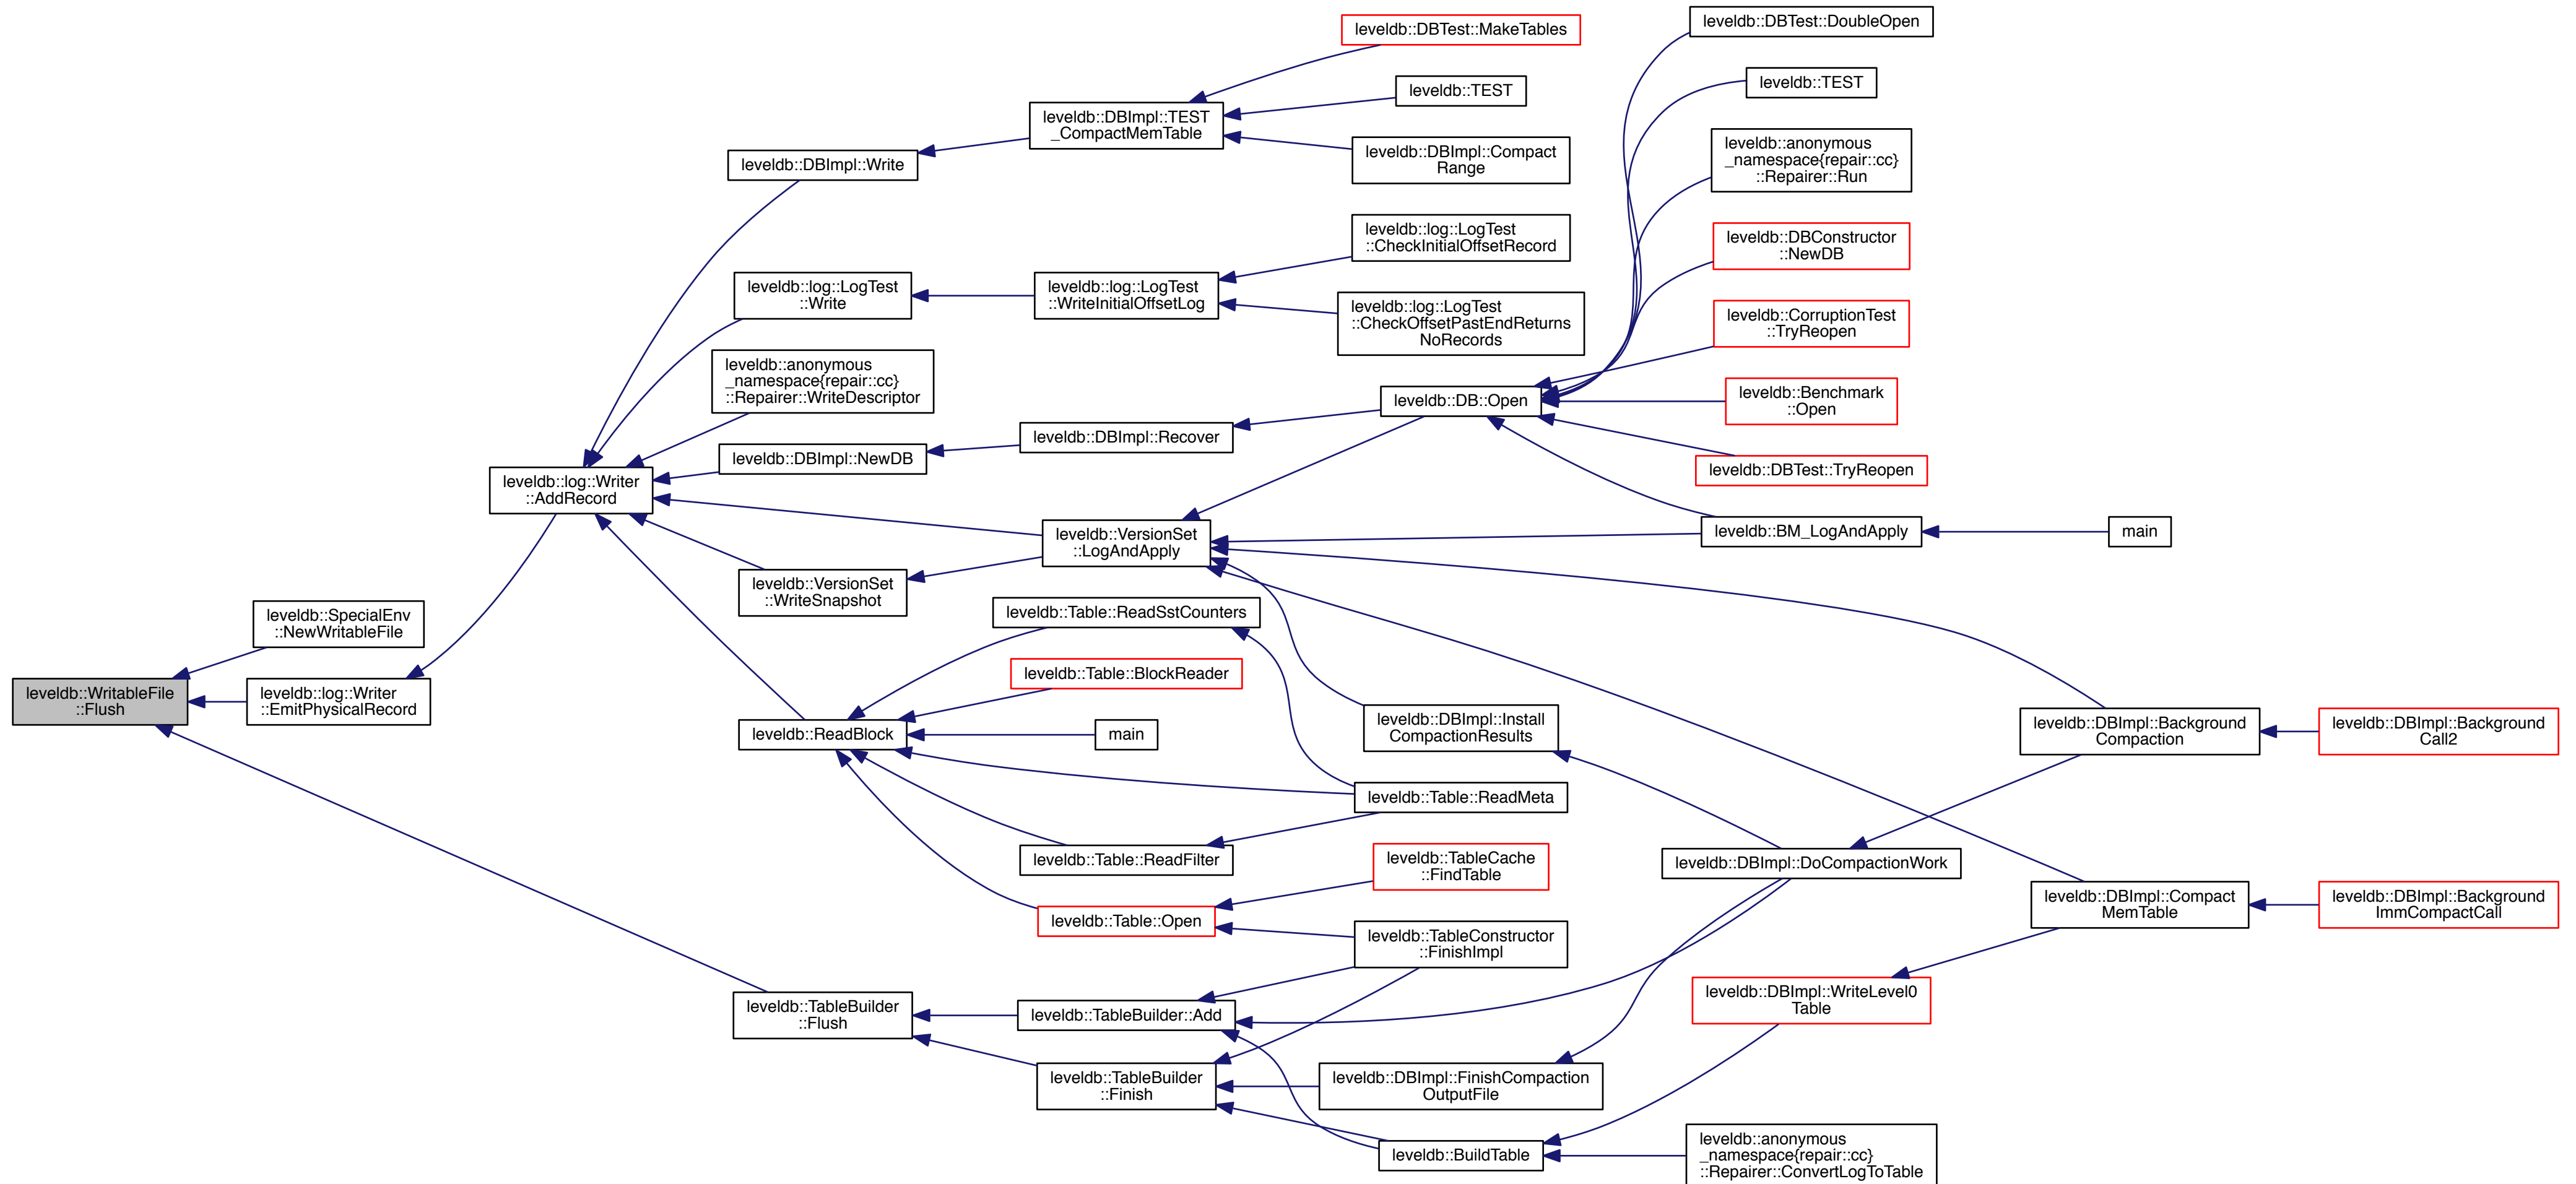 leveldb::WritableFile
::Flush
leveldb::SpecialEnv
::NewWritableFile
leveldb::log::Writer
::EmitPhysicalRecord
leveldb::log::Writer
::AddRecord
leveldb::DBImpl::Write
leveldb::log::LogTest
::Write
leveldb::anonymous
_namespace{repair::cc}
::Repairer::WriteDescriptor
leveldb::DBImpl::NewDB
leveldb::VersionSet
::WriteSnapshot
leveldb::ReadBlock
leveldb::TableBuilder
::Flush
leveldb::DBImpl::TEST
_CompactMemTable
leveldb::log::LogTest
::WriteInitialOffsetLog
leveldb::DBImpl::Recover
leveldb::VersionSet
::LogAndApply
leveldb::Table::ReadSstCounters
leveldb::Table::BlockReader
main
leveldb::Table::ReadFilter
leveldb::Table::Open
leveldb::TableBuilder::Add
leveldb::TableBuilder
::Finish
leveldb::DBTest::MakeTables
leveldb::TEST
leveldb::DBImpl::Compact
Range
leveldb::log::LogTest
::CheckInitialOffsetRecord
leveldb::log::LogTest
::CheckOffsetPastEndReturns
NoRecords
leveldb::DB::Open
leveldb::DBImpl::Install
CompactionResults
leveldb::Table::ReadMeta
leveldb::TableCache
::FindTable
leveldb::TableConstructor
::FinishImpl
leveldb::DBImpl::FinishCompaction
OutputFile
leveldb::BuildTable
leveldb::DBTest::DoubleOpen
leveldb::TEST
leveldb::anonymous
_namespace{repair::cc}
::Repairer::Run
leveldb::DBConstructor
::NewDB
leveldb::CorruptionTest
::TryReopen
leveldb::Benchmark
::Open
leveldb::DBTest::TryReopen
leveldb::BM_LogAndApply
leveldb::DBImpl::DoCompactionWork
leveldb::DBImpl::WriteLevel0
Table
leveldb::anonymous
_namespace{repair::cc}
::Repairer::ConvertLogToTable
main
leveldb::DBImpl::Background
Compaction
leveldb::DBImpl::Compact
MemTable
leveldb::DBImpl::Background
Call2
leveldb::DBImpl::Background
ImmCompactCall